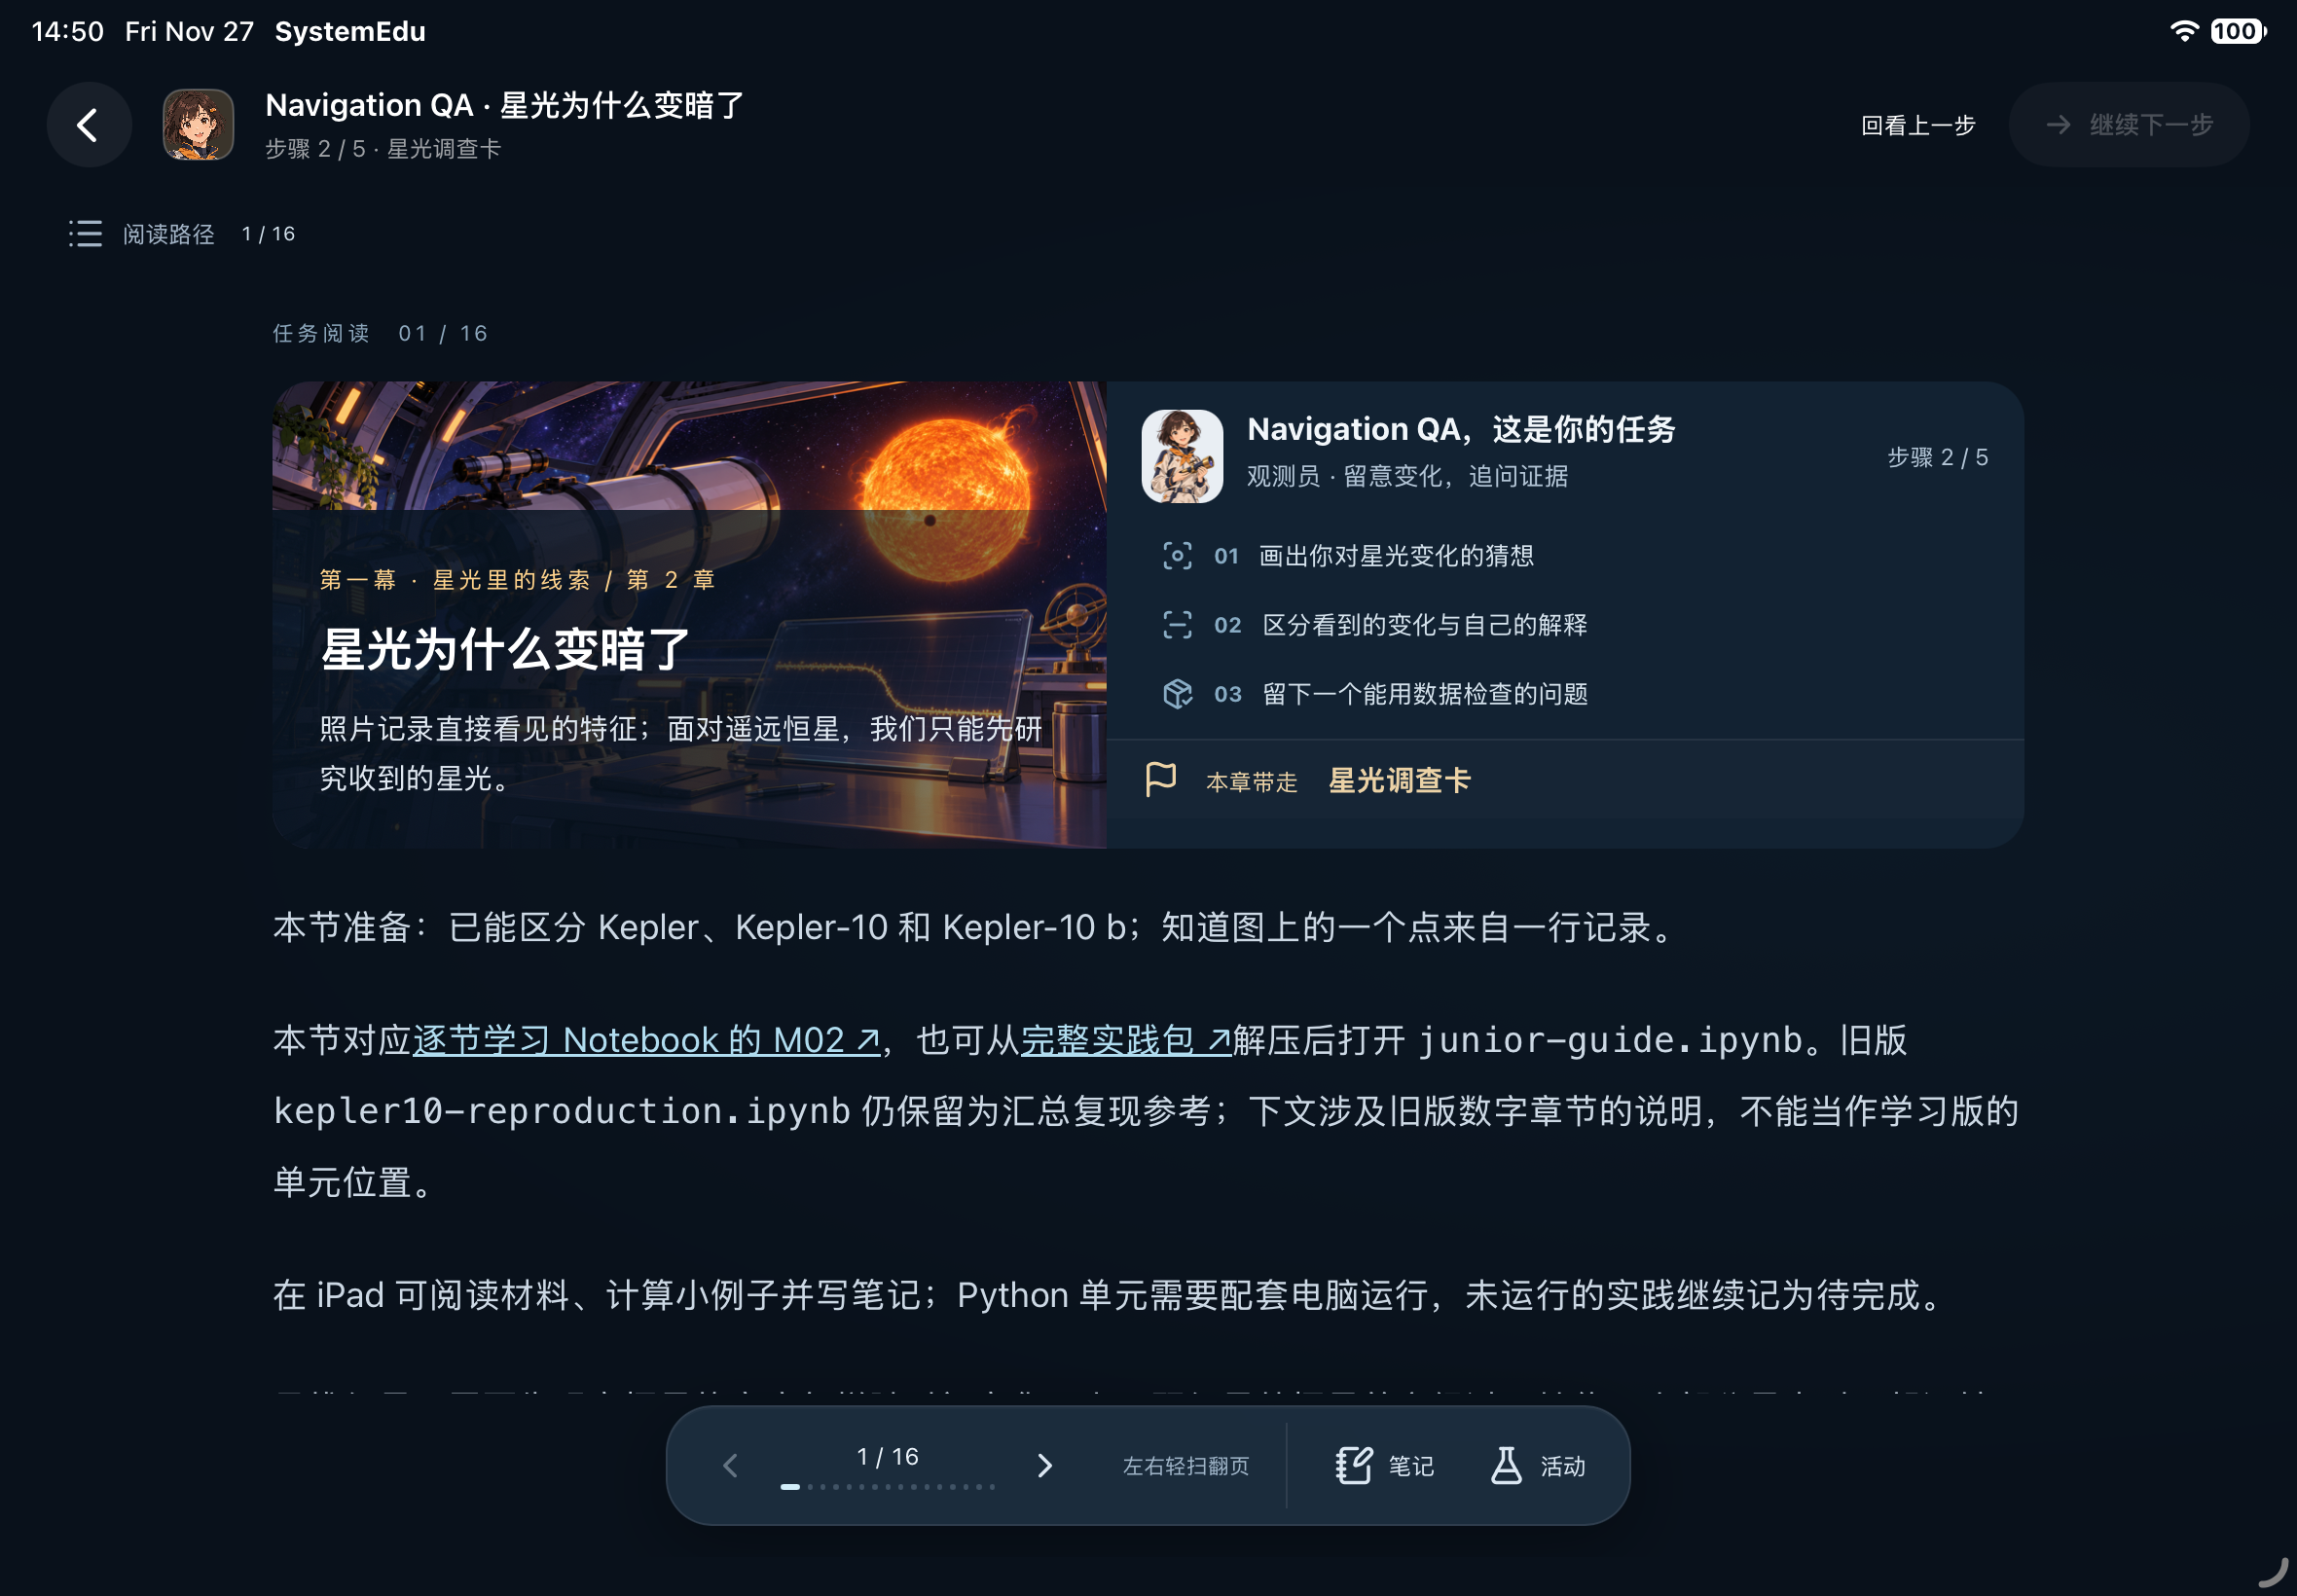 14:50 Fri Nov 27 SystemEdu 100
Navigation QA · 星光为什么变暗了
步骤 2 / 5 · 星光调查卡
回看上一步
继续下一步
阅读路径 1 / 16
任务阅读 01 / 16
第一幕 · 星光里的线索 / 第 2 章
星光为什么变暗了
照片记录直接看见的特征；面对遥远恒星，我们只能先研
究收到的星光。
Navigation QA，这是你的任务
观测员 · 留意变化，追问证据
步骤 2 / 5
01 画出你对星光变化的猜想
02 区分看到的变化与自己的解释
03 留下一个能用数据检查的问题
本章带走 星光调查卡
本节准备：已能区分 Kepler、Kepler-10 和 Kepler-10 b；知道图上的一个点来自一行记录。
本节对应逐节学习 Notebook 的 M02 ↗，也可从完整实践包 ↗解压后打开 junior-guide.ipynb。旧版
kepler10-reproduction.ipynb 仍保留为汇总复现参考；下文涉及旧版数字章节的说明，不能当作学习版的
单元位置。
在 iPad 可阅读材料、计算小例子并写笔记；Python 单元需要配套电脑运行，未运行的实践继续记为待完成。
1 / 16
左右轻扫翻页
笔记
活动